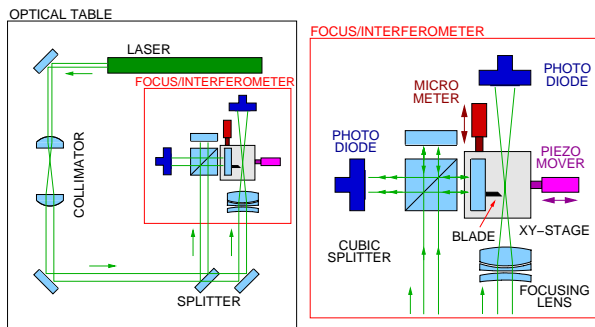 OPTICAL TABLE
LASER
FOCUS/INTERFEROMETER
COLLIMATOR
SPLITTER
FOCUS/INTERFEROMETER
PHOTO
DIODE
MICRO
METER
PHOTO
DIODE
PIEZO
MOVER
BLADE
XY-STAGE
CUBIC
SPLITTER
FOCUSING
LENS